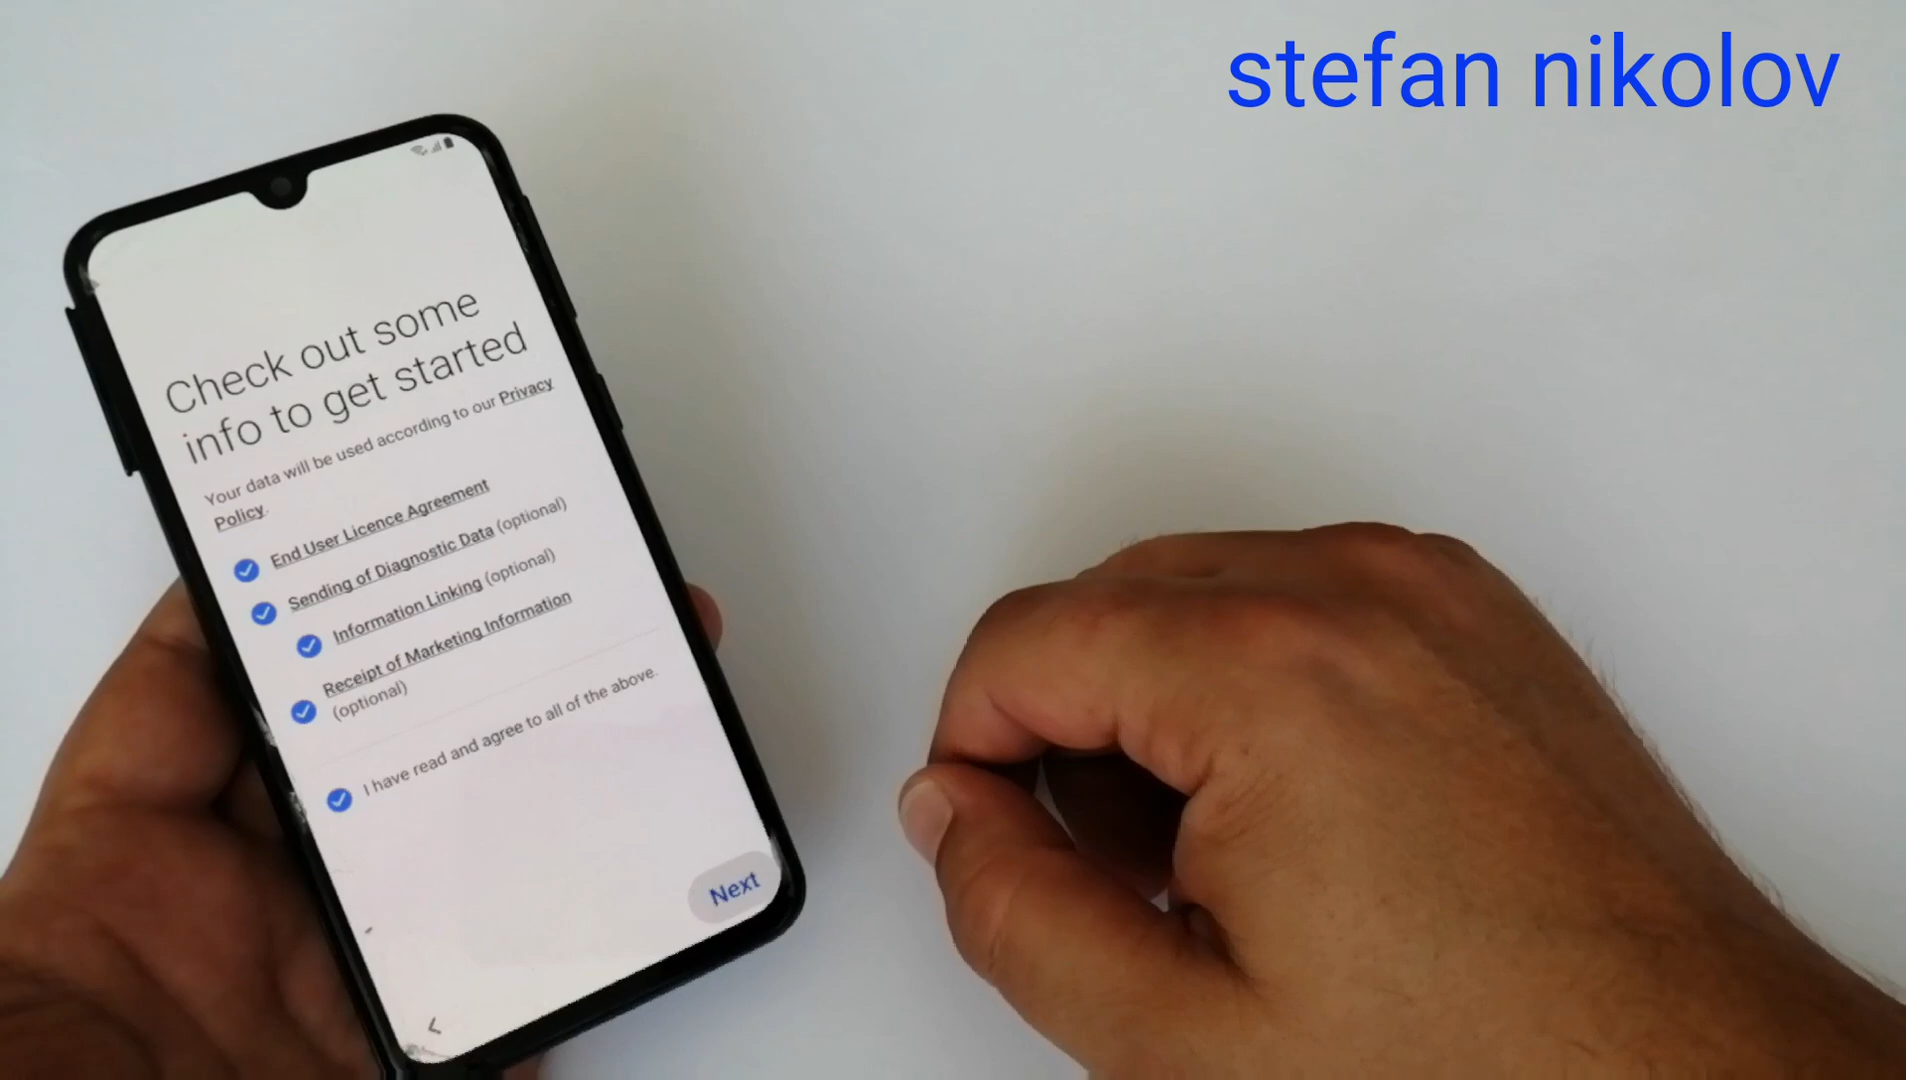 stefan nikolov
Check out some
info to get started
Your data will be used according to our Privacy
Policy.
End User Licence Agreement
Sending of Diagnostic Data (optional)
Information Linking (optional)
Receipt of Marketing Information
(optional)
I have read and agree to all of the above.
Next